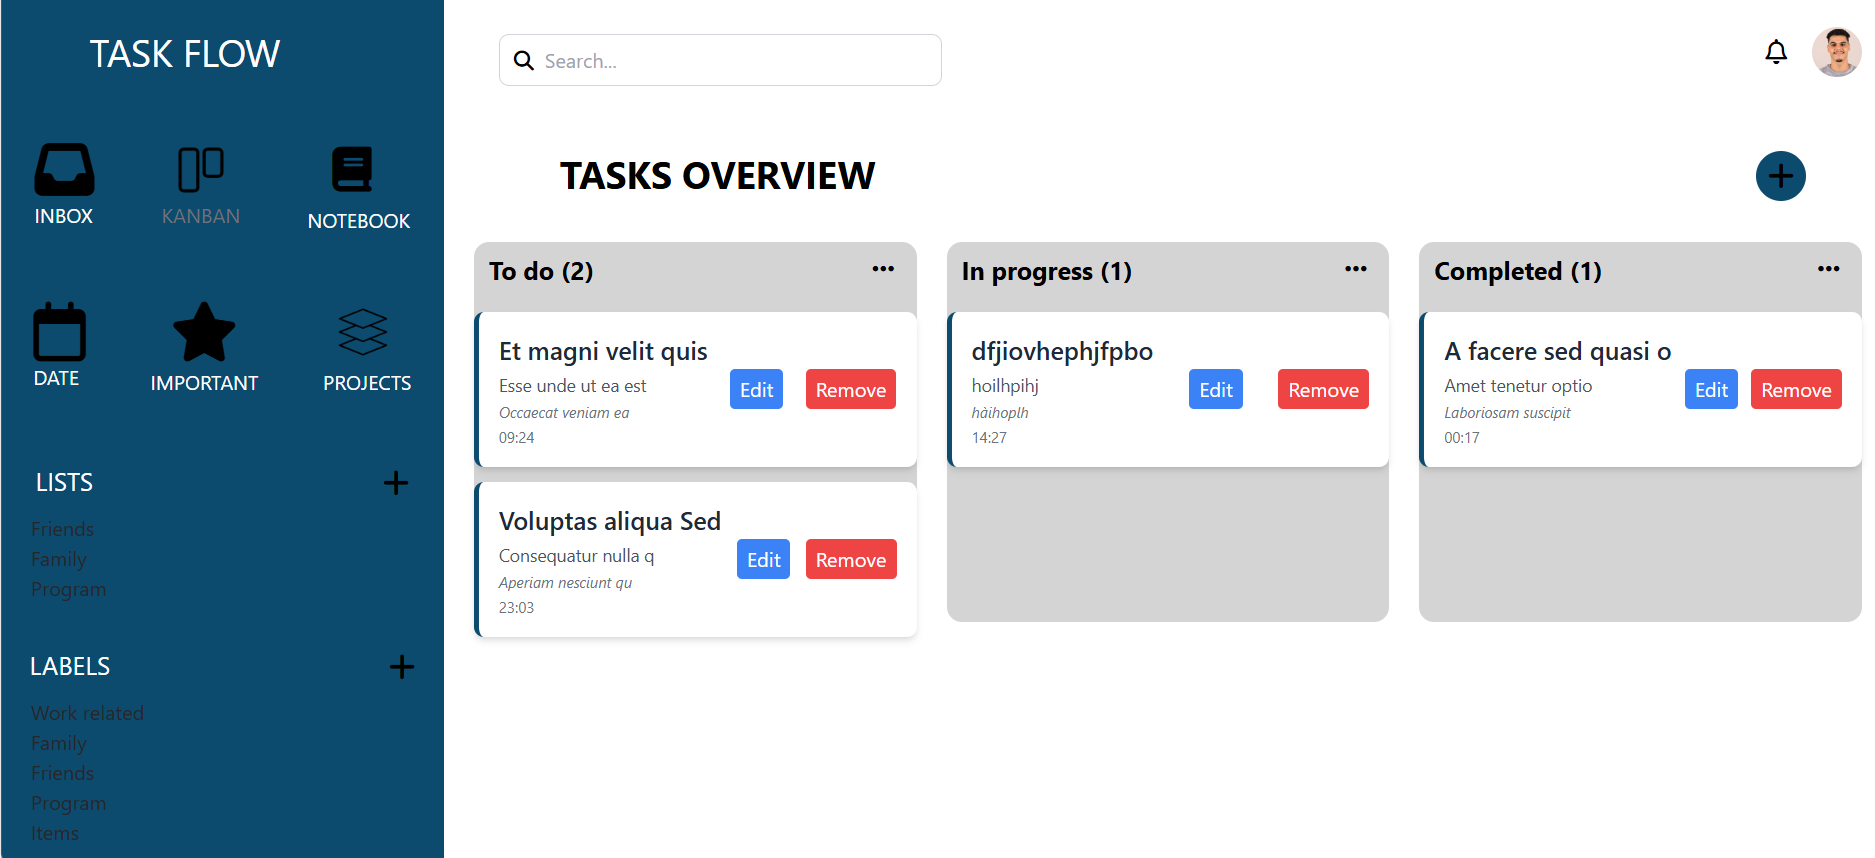 TASK FLOW
INBOX
KANBAN
NOTEBOOK
DATE
IMPORTANT
PROJECTS
LISTS
Friends
Family
Program
LABELS
Work related
Family
Friends
Program
Items
Search...
TASKS OVERVIEW
To do (2)
Et magni velit quis
Esse unde ut ea est
Occaecat veniam ea
09:24
Edit
Remove
Voluptas aliqua Sed
Consequatur nulla q
Aperiam nesciunt qu
23:03
Edit
Remove
In progress (1)
dfjiovhephjfpbo
hoilhpihj
hàihoplh
14:27
Edit
Remove
Completed (1)
A facere sed quasi o
Amet tenetur optio
Laboriosam suscipit
00:17
Edit
Remove